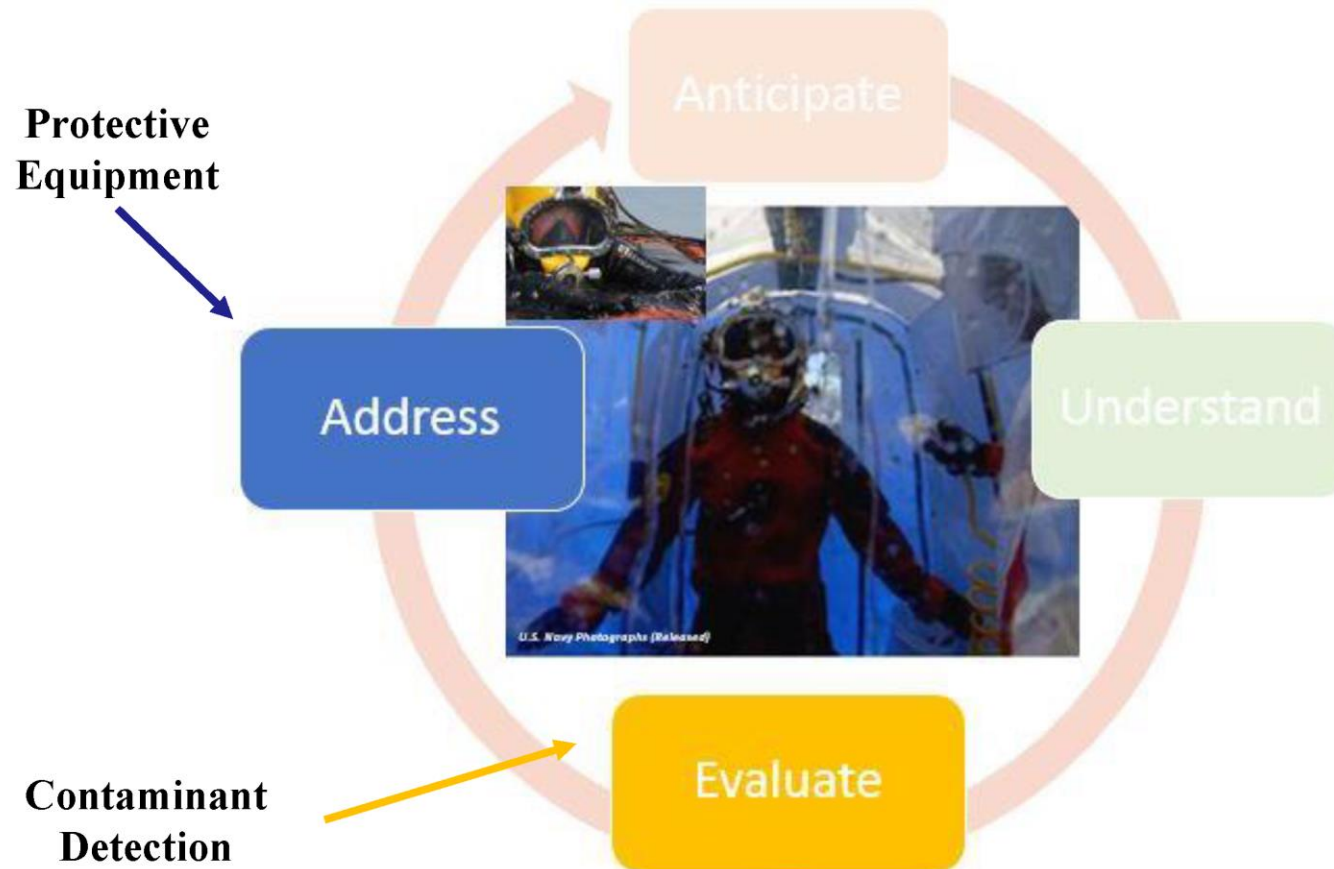 Anticipate
Protective
Equipment
Address
Understand
U.S. Navy Photographs (Released)
Evaluate
Contaminant
Detection